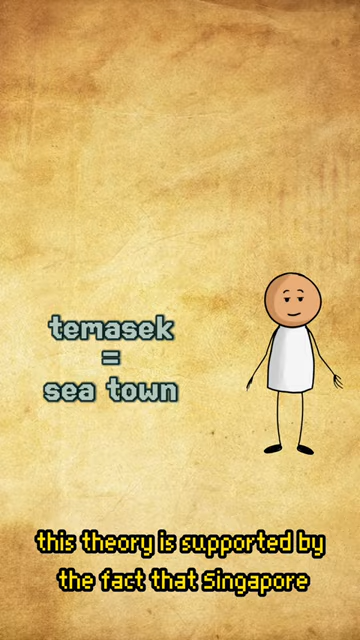 temasek
=
sea town
this theory is supported by
the fact that Singapore